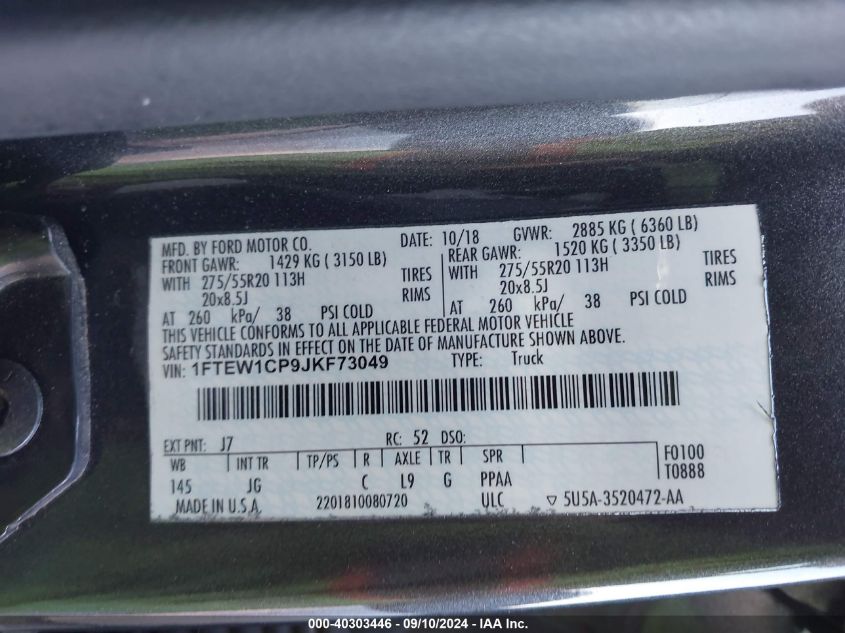 MFD. BY FORD MOTOR CO. DATE: 10/18 GVWR: 2885 KG ( 6360 LB)
FRONT GAWR: 1429 KG ( 3150 LB) REAR GAWR: 1520 KG ( 3350 LB)
WITH 275/55R20 113H TIRES WITH 275/55R20 113H TIRES
20x8.5J RIMS 20x8.5J RIMS
AT 260 kPa/ 38 PSI COLD AT 260 kPa/ 38 PSI COLD
THIS VEHICLE CONFORMS TO ALL APPLICABLE FEDERAL MOTOR VEHICLE
SAFETY STANDARDS IN EFFECT ON THE DATE OF MANUFACTURE SHOWN ABOVE.
VIN: 1FTEW1CP9JKF73049 TYPE: Truck
EXT PNT: J7 RC: 52 DSO:
WB INT TR TP/PS R AXLE TR SPR F0100
145 JG C L9 G PPAA T0888
MADE IN U.S.A. 2201810080720 ULC ▽ 5U5A-3520472-AA
000-40303446 - 09/10/2024 - IAA Inc.